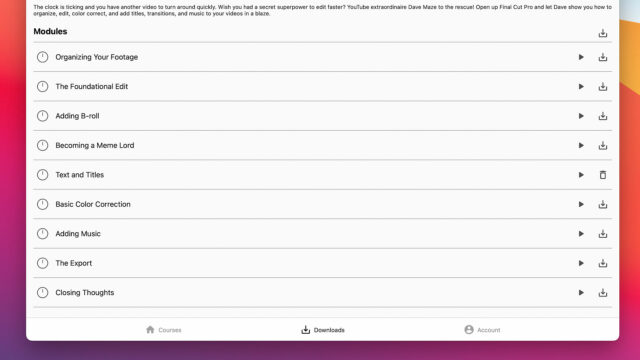 The clock is ticking and you have another video to turn around quickly. Wish you had a secret superpower to edit faster? YouTube extraordinaire Dave Maze to the rescue! Open up Final Cut Pro and let Dave show you how to
organize, edit, color correct, and add titles, transitions, and music to your videos in a blaze.
Modules
Organizing Your Footage
The Foundational Edit
Adding B-roll
Becoming a Meme Lord
Text and Titles
Basic Color Correction
Adding Music
The Export
Closing Thoughts
Courses
Downloads
Account